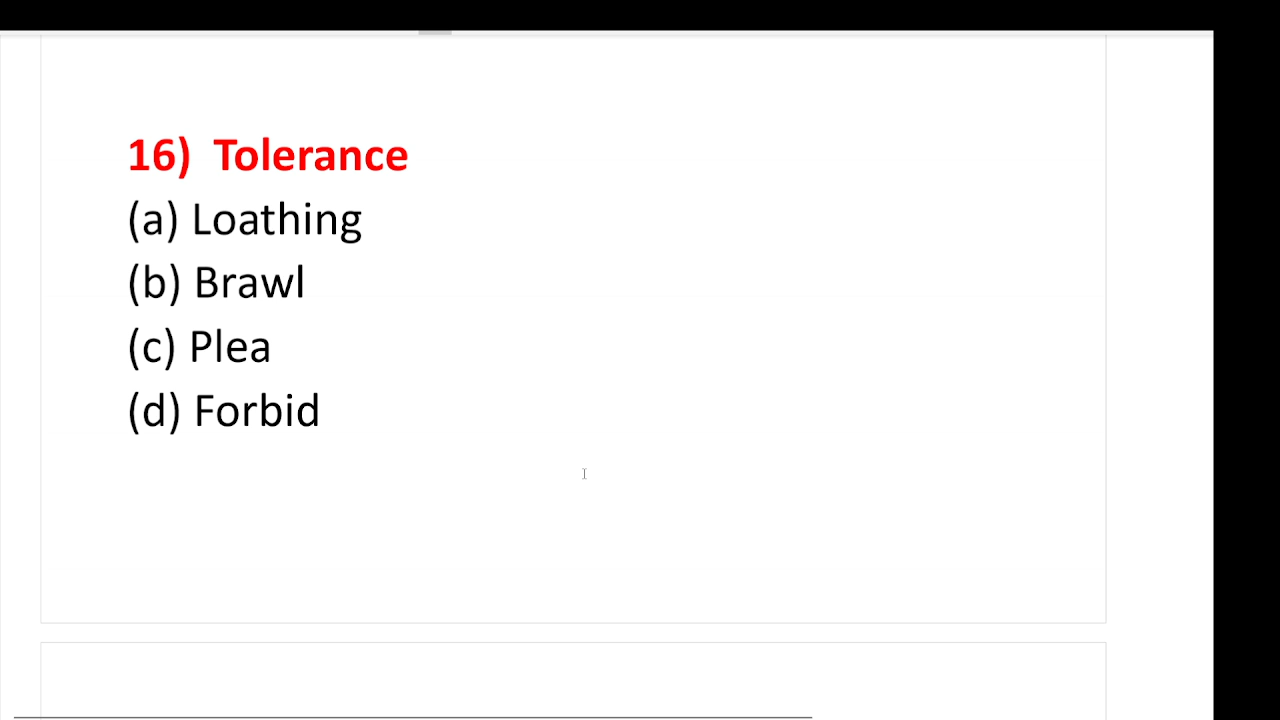 16) Tolerance
(a) Loathing
(b) Brawl
(c) Plea
(d) Forbid